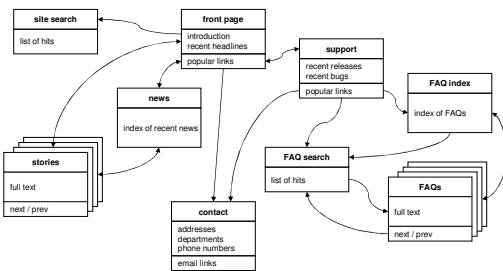 site search
list of hits
front page
introduction
recent headlines
popular links
support
recent releases
recent bugs
popular links
FAQ index
index of FAQs
news
index of recent news
stories
full text
next / prev
FAQ search
list of hits
FAQs
full text
next / prev
contact
addresses
departments
phone numbers
email links